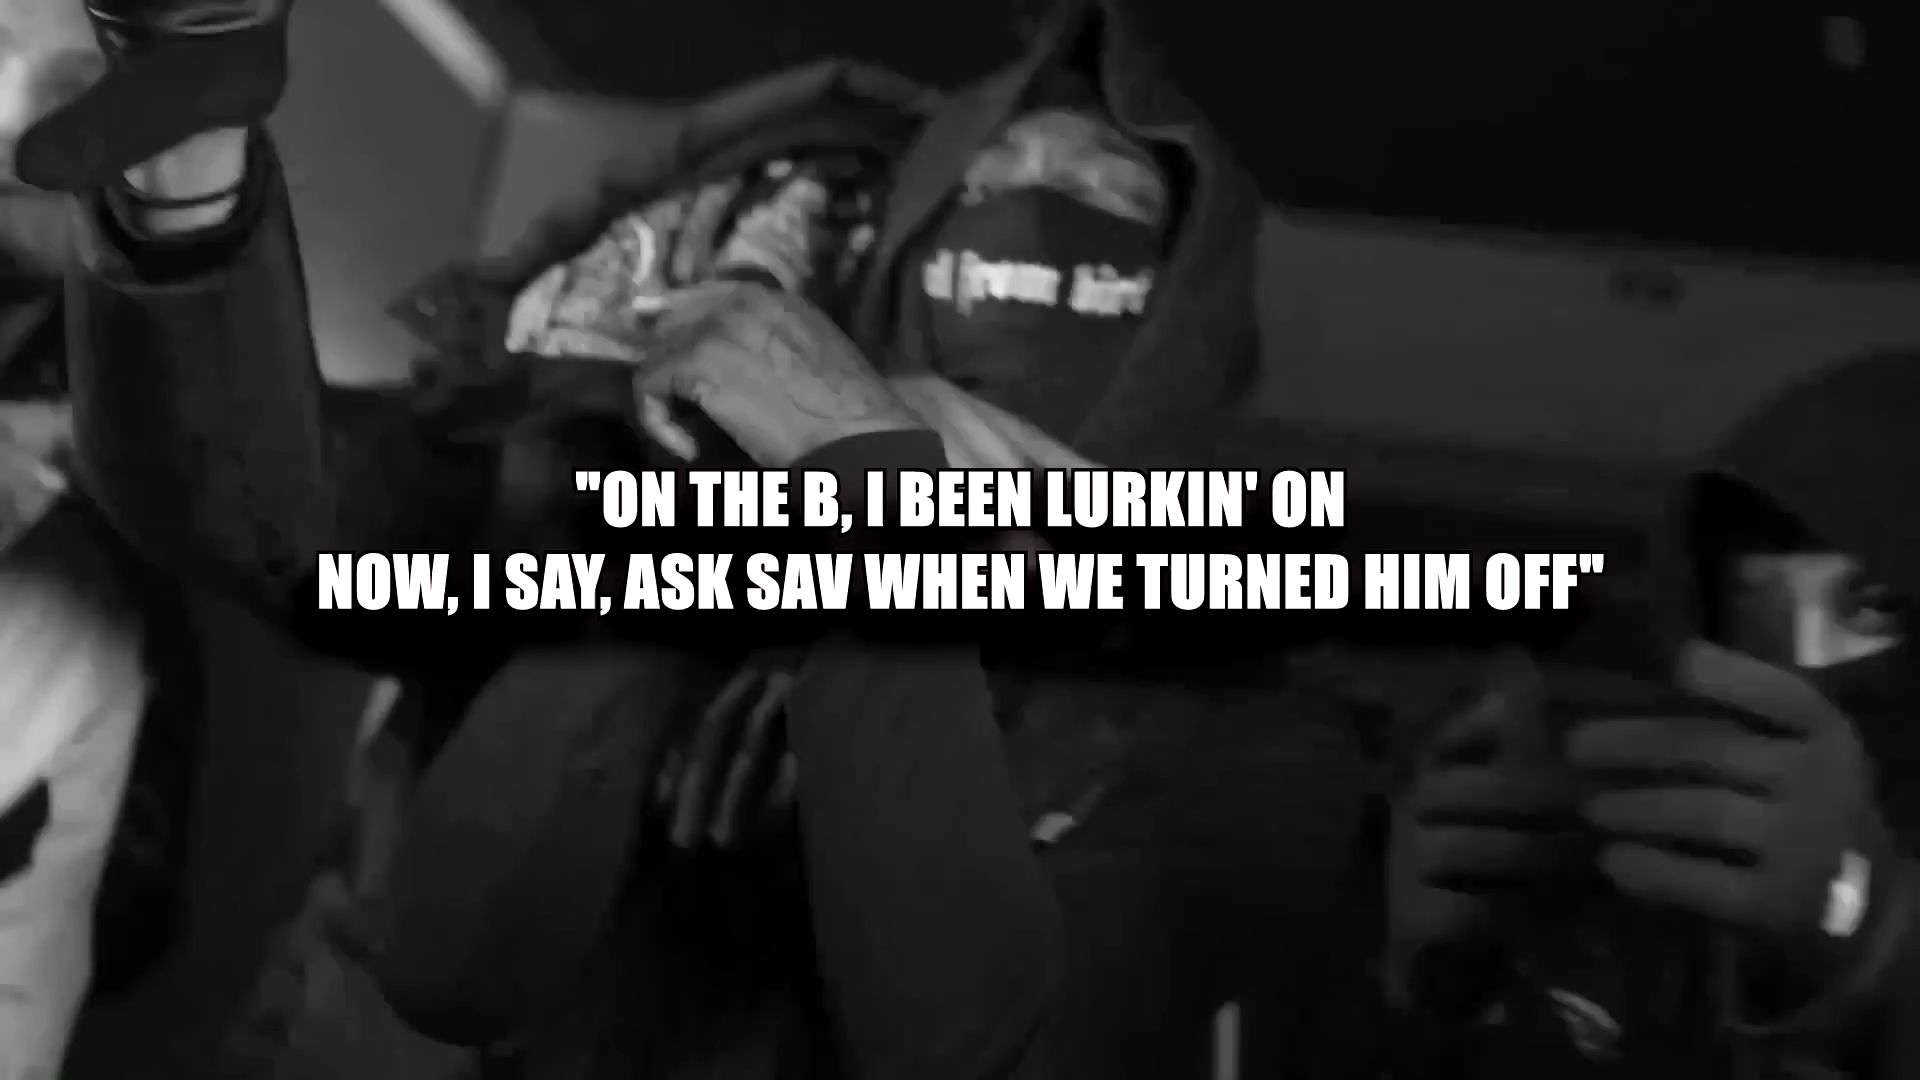 "ON THE B, I BEEN LURKIN' ON
NOW, I SAY, ASK SAV WHEN WE TURNED HIM OFF"